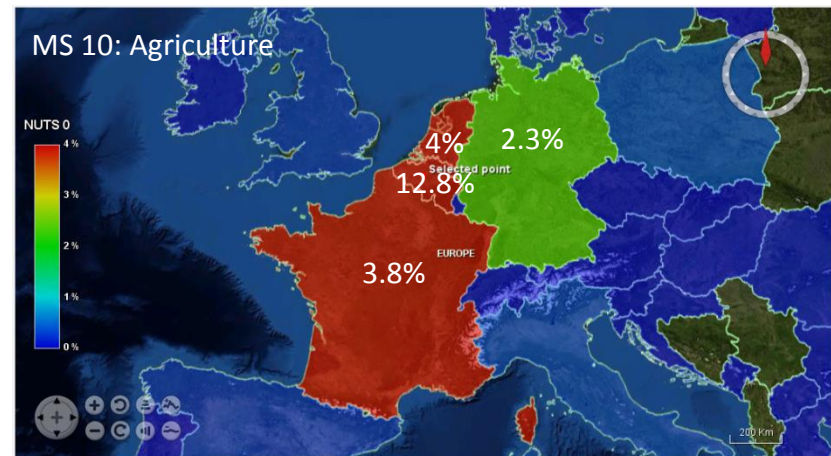 MS 10: Agriculture
NUTS 0
4 %
3 %
2 %
1 %
0 %
4%
2.3%
Selected point
12.8%
EUROPE
3.8%
200 Km